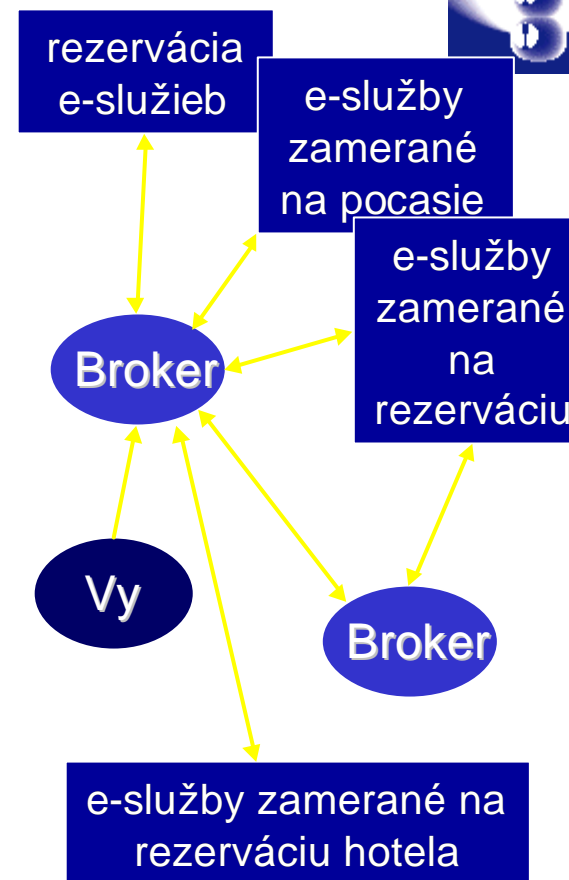 rezervácia
e-služieb
e-služby
zamerané
na pocasie
e-služby
zamerané
na
rezerváciu
Broker
Vy
Broker
e-služby zamerané na
rezerváciu hotela